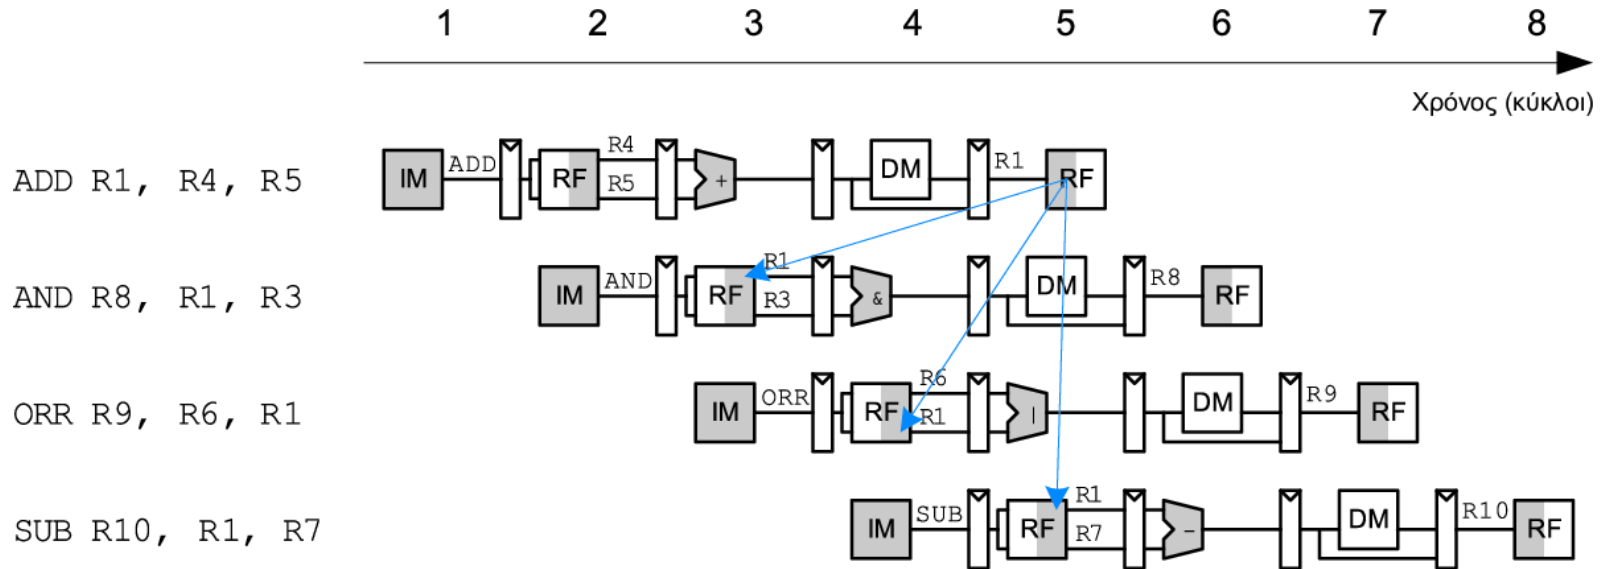 1 2 3 4 5 6 7 8
Χρόνος (κύκλοι)
ADD R1, R4, R5 IM ADD RF R4 R5 + DM R1 RF
AND R8, R1, R3 IM AND RF R1 R3 & DM R8 RF
ORR R9, R6, R1 IM ORR RF R6 R1 | DM R9 RF
SUB R10, R1, R7 IM SUB RF R1 R7 - DM R10 RF